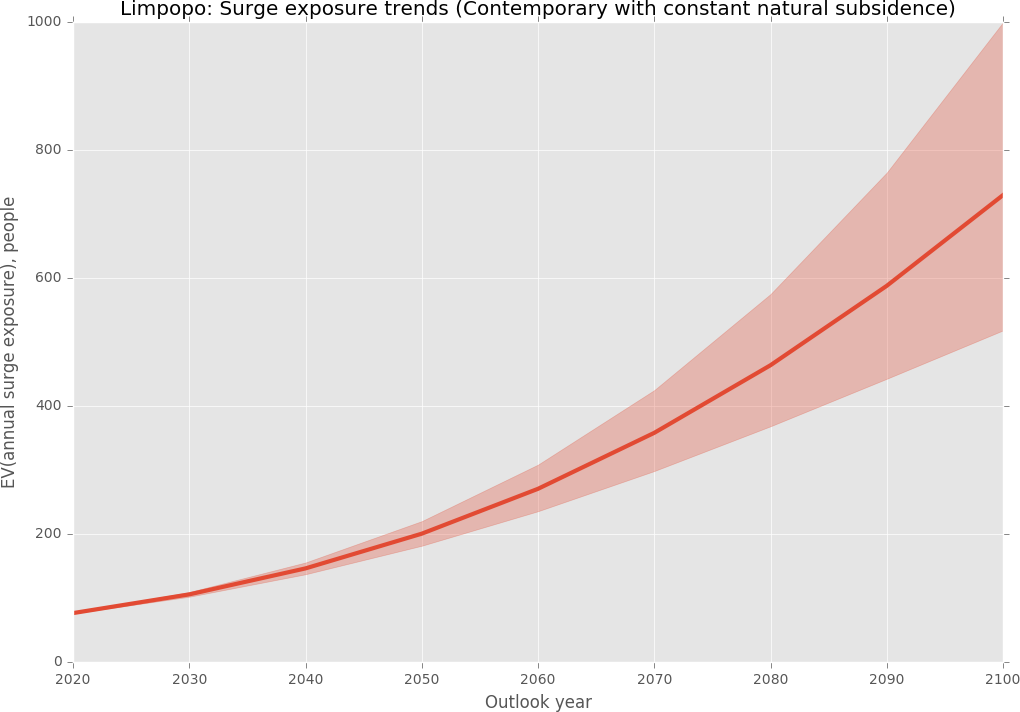 Limpopo: Surge exposure trends (Contemporary with constant natural subsidence)
EV(annual surge exposure), people
1000
800
600
400
200
0
2020 2030 2040 2050 2060 2070 2080 2090 2100
Outlook year